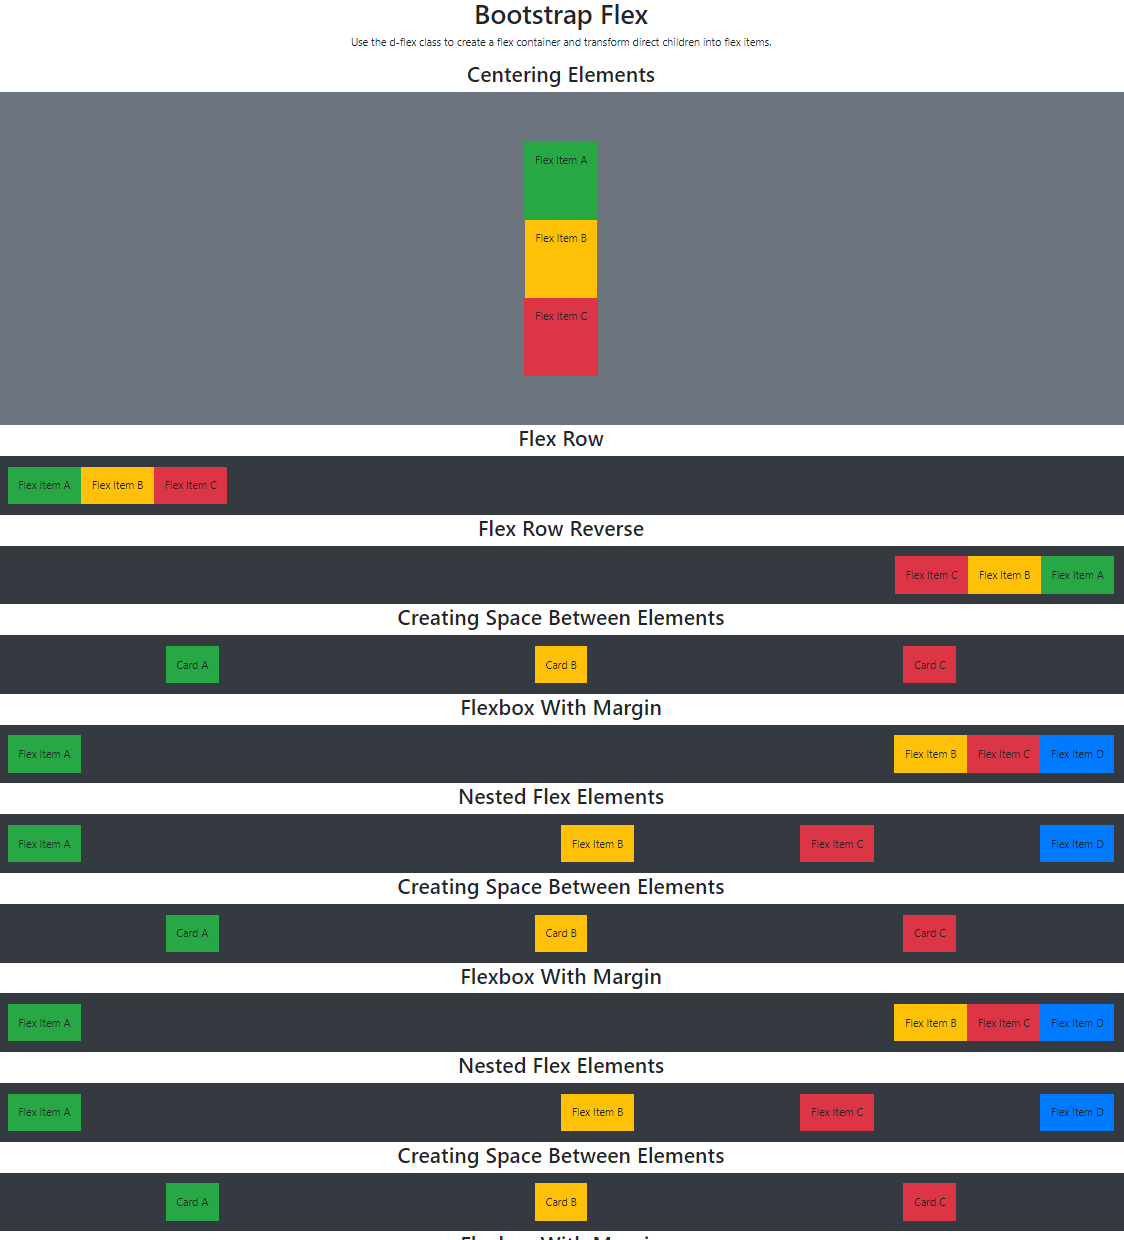 Bootstrap Flex
Use the d-flex class to create a flex container and transform direct children into flex items.
Centering Elements
Flex Item A
Flex Item B
Flex Item C
Flex Row
Flex Item A Flex Item B Flex Item C
Flex Row Reverse
Flex Item C Flex Item B Flex Item A
Creating Space Between Elements
Card A Card B Card C
Flexbox With Margin
Flex Item A Flex Item B Flex Item C Flex Item D
Nested Flex Elements
Flex Item A Flex Item B Flex Item C Flex Item D
Creating Space Between Elements
Card A Card B Card C
Flexbox With Margin
Flex Item A Flex Item B Flex Item C Flex Item D
Nested Flex Elements
Flex Item A Flex Item B Flex Item C Flex Item D
Creating Space Between Elements
Card A Card B Card C